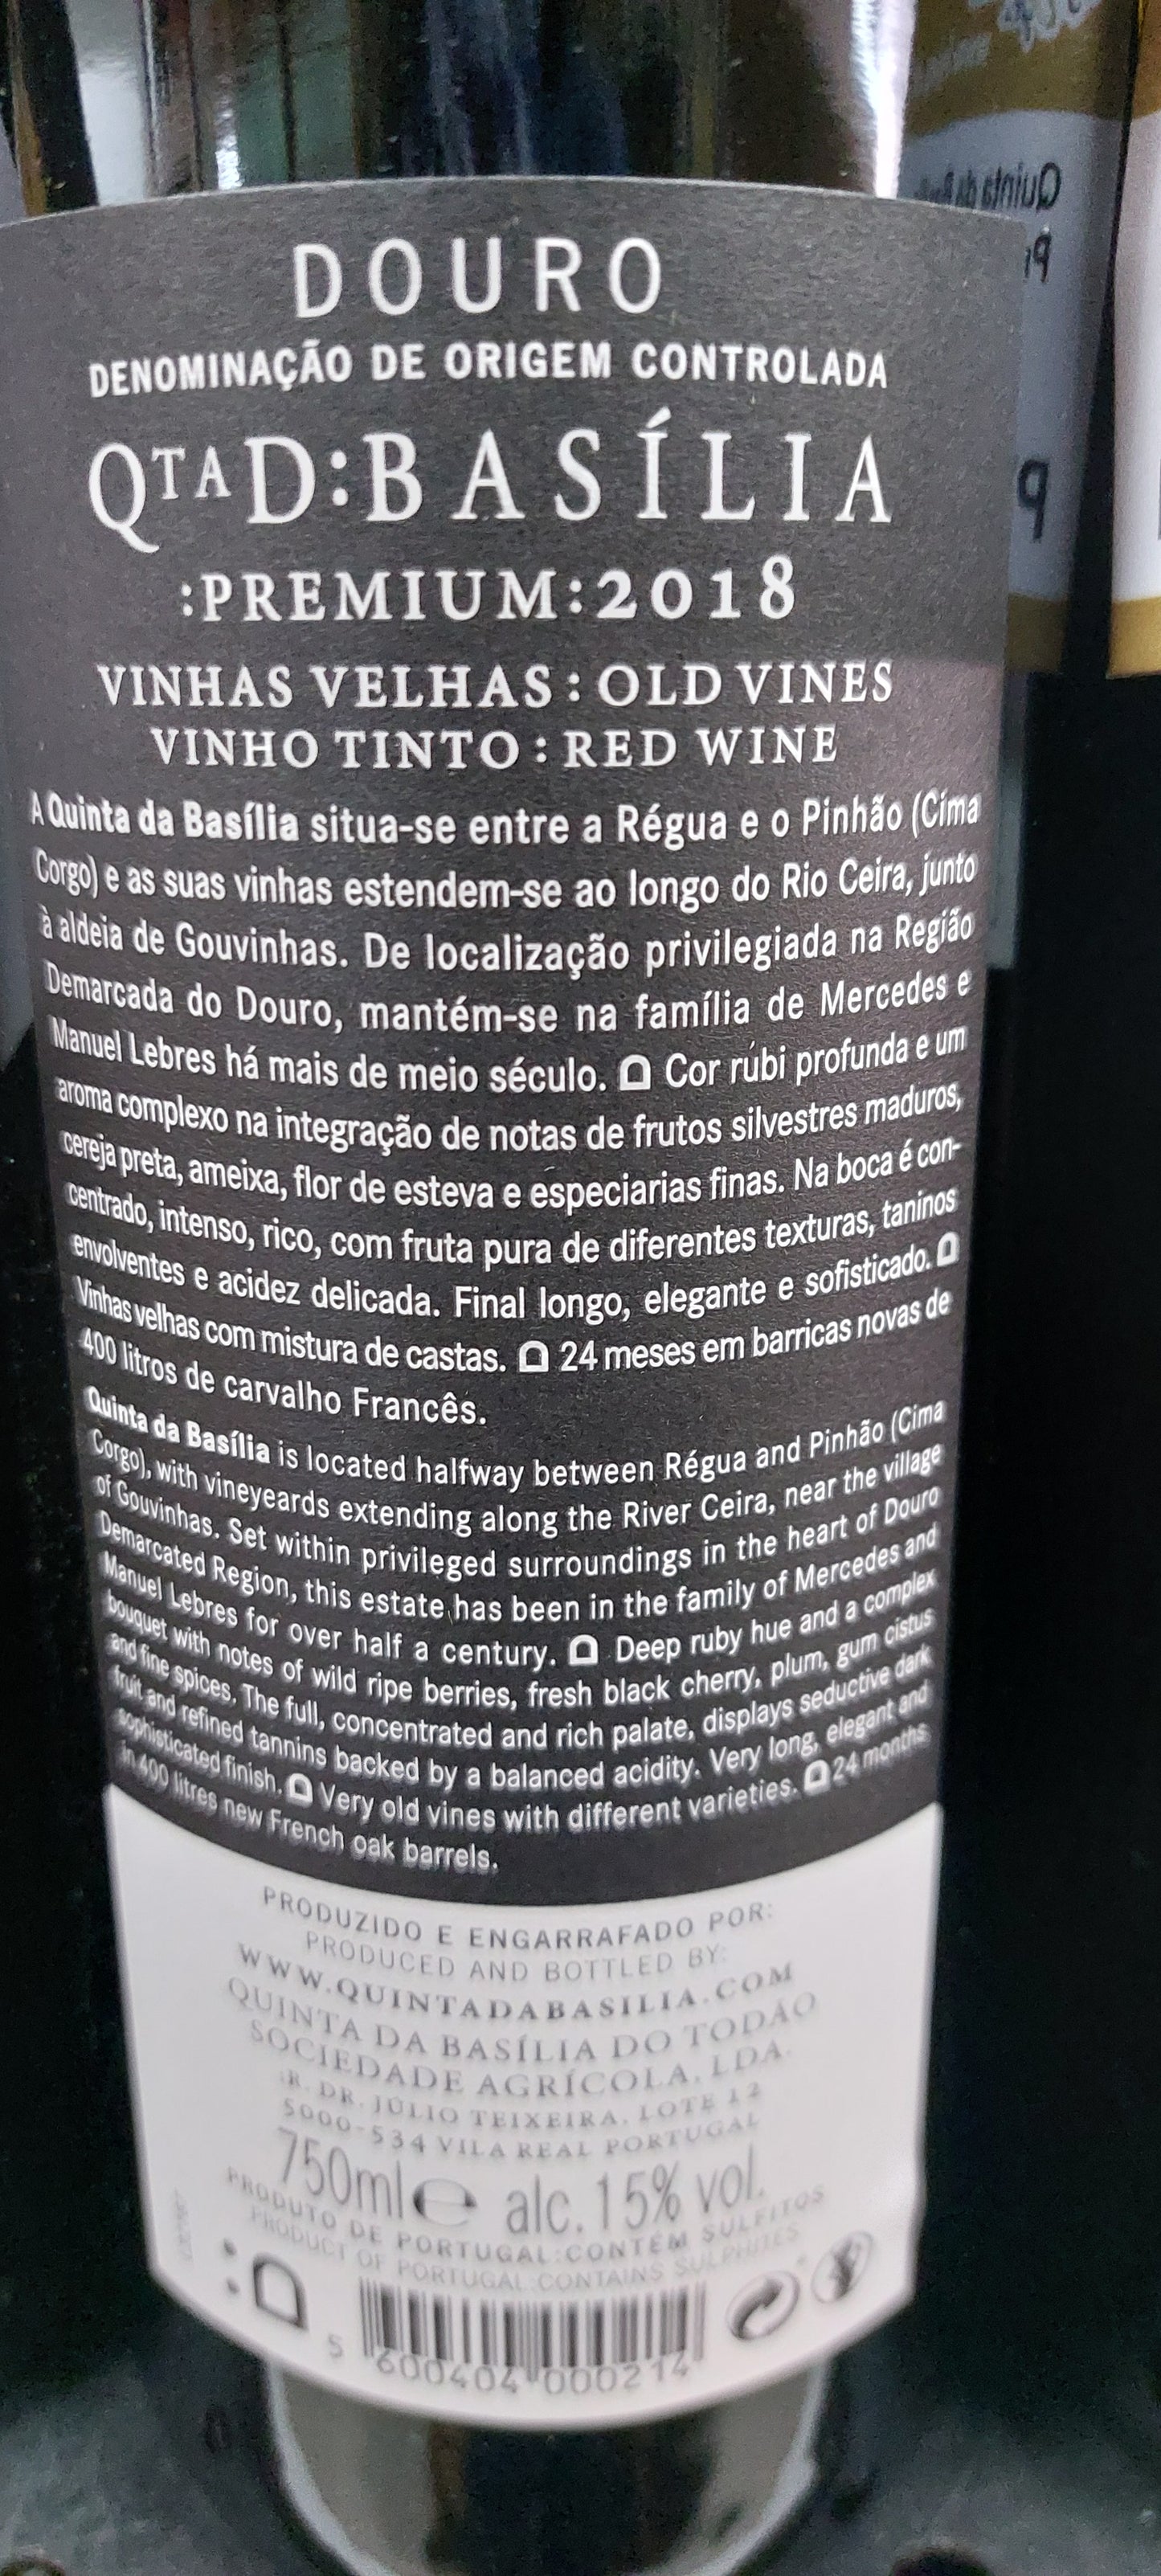 DOURO
DENOMINAÇÃO DE ORIGEM CONTROLADA
QTAD:BASÍLIA
:PREMIUM:2018
VINHAS VELHAS : OLD VINES
VINHO TINTO : RED WINE
A Quinta da Basília situa-se entre a Régua e o Pinhão (Cima
Corgo) e as suas vinhas estendem-se ao longo do Rio Ceira, junto
à aldeia de Gouvinhas. De localização privilegiada na Região
Demarcada do Douro, mantém-se na família de Mercedes e
Manuel Lebres há mais de meio século. Cor rúbi profunda e um
aroma complexo na integração de notas de frutos silvestres maduros,
cereja preta, ameixa, flor de esteva e especiarias finas. Na boca é con-
centrado, intenso, rico, com fruta pura de diferentes texturas, taninos
envolventes e acidez delicada. Final longo, elegante e sofisticado.
Vinhas velhas com mistura de castas. 24 meses em barricas novas de
400 litros de carvalho Francês.
Quinta da Basília is located halfway between Régua and Pinhão (Cima
Corgo), with vineyeards extending along the River Ceira, near the village
of Gouvinhas. Set within privileged surroundings in the heart of Douro
Demarcated Region, this estate has been in the family of Mercedes and
Manuel Lebres for over half a century. Deep ruby hue and a complex
bouquet with notes of wild ripe berries, fresh black cherry, plum, gum cistus
and fine spices. The full, concentrated and rich palate, displays seductive dark
fruit and refined tannins backed by a balanced acidity. Very long, elegant and
sophisticated finish. Very old vines with different varieties. 24 months
in 400 litres new French oak barrels.
PRODUZIDO E ENGARRAFADO POR:
PRODUCED AND BOTTLED BY:
WWW.QUINTADABASILIA.COM
QUINTA DA BASÍLIA DO TODÃO
SOCIEDADE AGRÍCOLA, LDA.
R. DR. JÚLIO TEIXEIRA, LOTE 12
5000-534 VILA REAL PORTUGAL
750ml e alc. 15% vol.
PRODUTO DE PORTUGAL:CONTÉM SULFITOS
PRODUCT OF PORTUGAL:CONTAINS SULPHITES
5 600404 000214
Quinta da